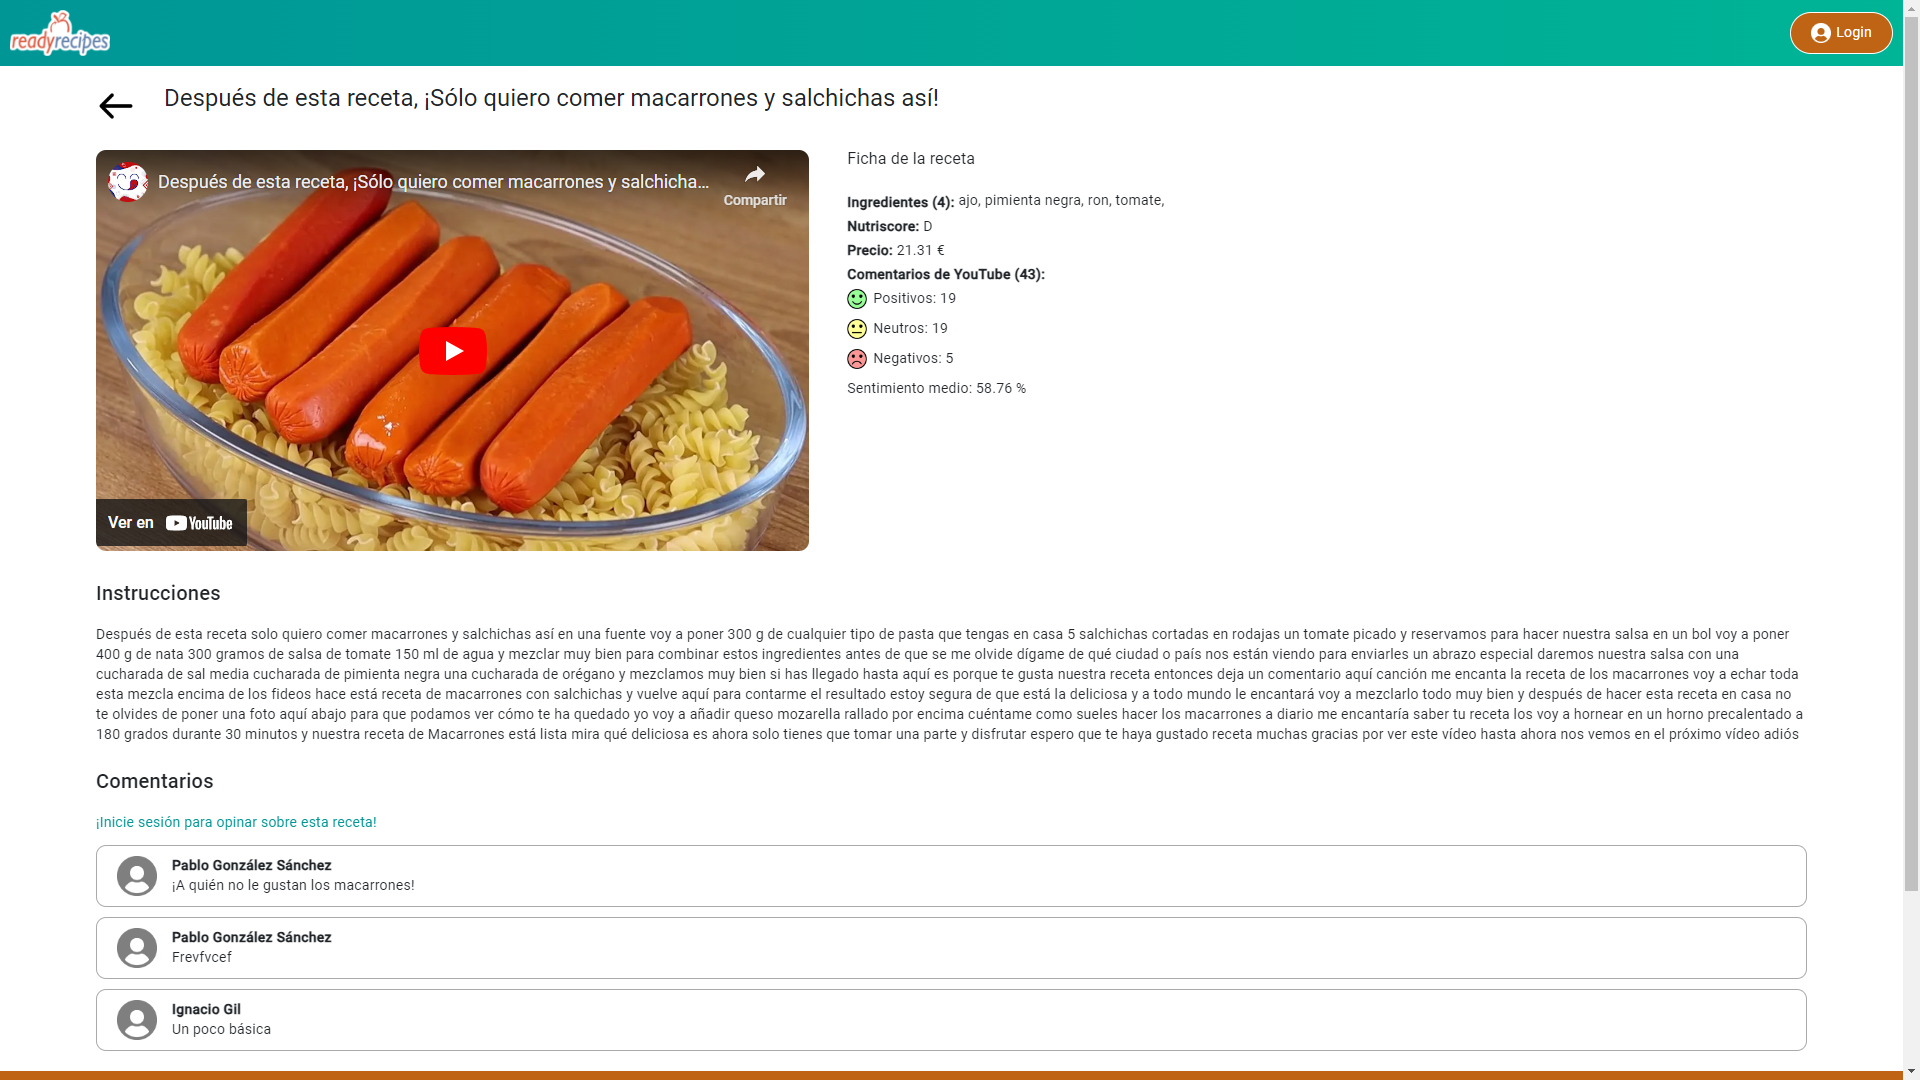 readyrecipes
Login
Después de esta receta, ¡Sólo quiero comer macarrones y salchichas así!
Después de esta receta, ¡Sólo quiero comer macarrones y salchicha...
Compartir
Ver en YouTube
Ficha de la receta
Ingredientes (4): ajo, pimienta negra, ron, tomate,
Nutriscore: D
Precio: 21.31 €
Comentarios de YouTube (43):
Positivos: 19
Neutros: 19
Negativos: 5
Sentimiento medio: 58.76 %
Instrucciones
Después de esta receta solo quiero comer macarrones y salchichas así en una fuente voy a poner 300 g de cualquier tipo de pasta que tengas en casa 5 salchichas cortadas en rodajas un tomate picado y reservamos para hacer nuestra salsa en un bol voy a poner
400 g de nata 300 gramos de salsa de tomate 150 ml de agua y mezclar muy bien para combinar estos ingredientes antes de que se me olvide dígame de qué ciudad o país nos están viendo para enviarles un abrazo especial daremos nuestra salsa con una
cucharada de sal media cucharada de pimienta negra una cucharada de orégano y mezclamos muy bien si has llegado hasta aquí es porque te gusta nuestra receta entonces deja un comentario aquí canción me encanta la receta de los macarrones voy a echar toda
esta mezcla encima de los fideos hace está receta de macarrones con salchichas y vuelve aquí para contarme el resultado estoy segura de que está la deliciosa y a todo mundo le encantará voy a mezclarlo todo muy bien y después de hacer esta receta en casa no
te olvides de poner una foto aquí abajo para que podamos ver cómo te ha quedado yo voy a añadir queso mozarella rallado por encima cuéntame como sueles hacer los macarrones a diario me encantaría saber tu receta los voy a hornear en un horno precalentado a
180 grados durante 30 minutos y nuestra receta de Macarrones está lista mira qué deliciosa es ahora solo tienes que tomar una parte y disfrutar espero que te haya gustado receta muchas gracias por ver este vídeo hasta ahora nos vemos en el próximo vídeo adiós
Comentarios
¡Inicie sesión para opinar sobre esta receta!
Pablo González Sánchez
¡A quién no le gustan los macarrones!
Pablo González Sánchez
Frevfvcef
Ignacio Gil
Un poco básica